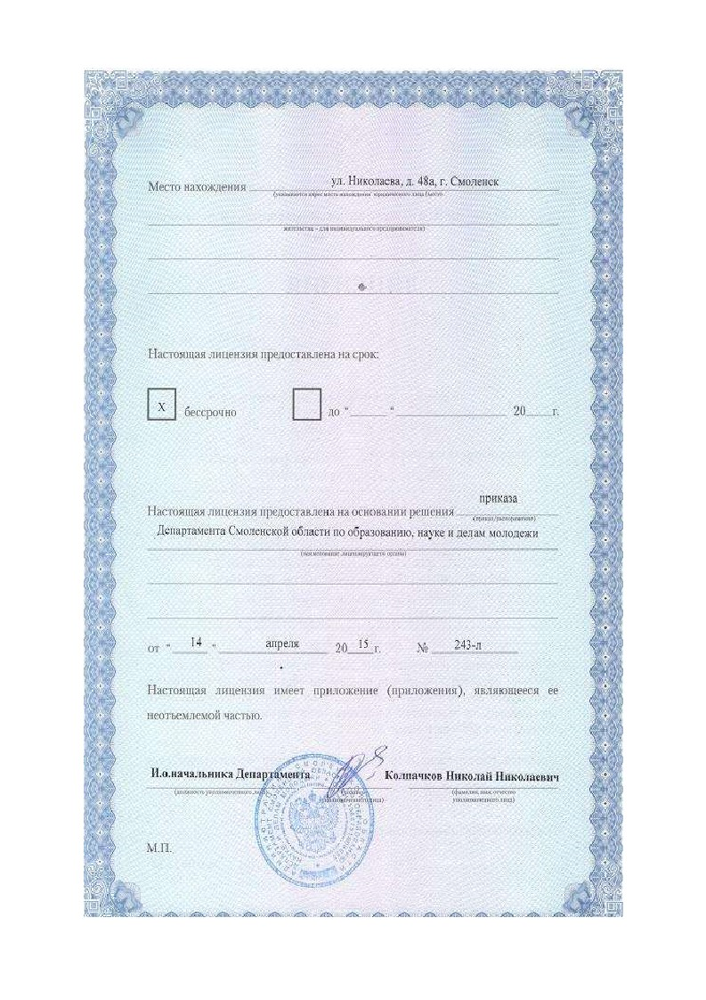 ул. Николаева, д. 48а, г. Смоленск
Место нахождения
(указывается адрес места нахождения юридического лица (место
жительства – для индивидуального предпринимателя)
Настоящая лицензия предоставлена на срок:
X бессрочно до “ “ 20 г.
приказа
Настоящая лицензия предоставлена на основании решения
(приказ/распоряжение)
Департамента Смоленской области по образованию, науке и делам молодежи
(наименование лицензирующего органа)
от “ 14 “ апреля 20 15 г. № 243-л
Настоящая лицензия имеет приложение (приложения), являющееся ее
неотъемлемой частью.
И.о.начальника Департамента Колпачков Николай Николаевич
(должность уполномоченного лица) (подпись (фамилия, имя, отчество
уполномоченного лица) уполномоченного лица)
М.П.